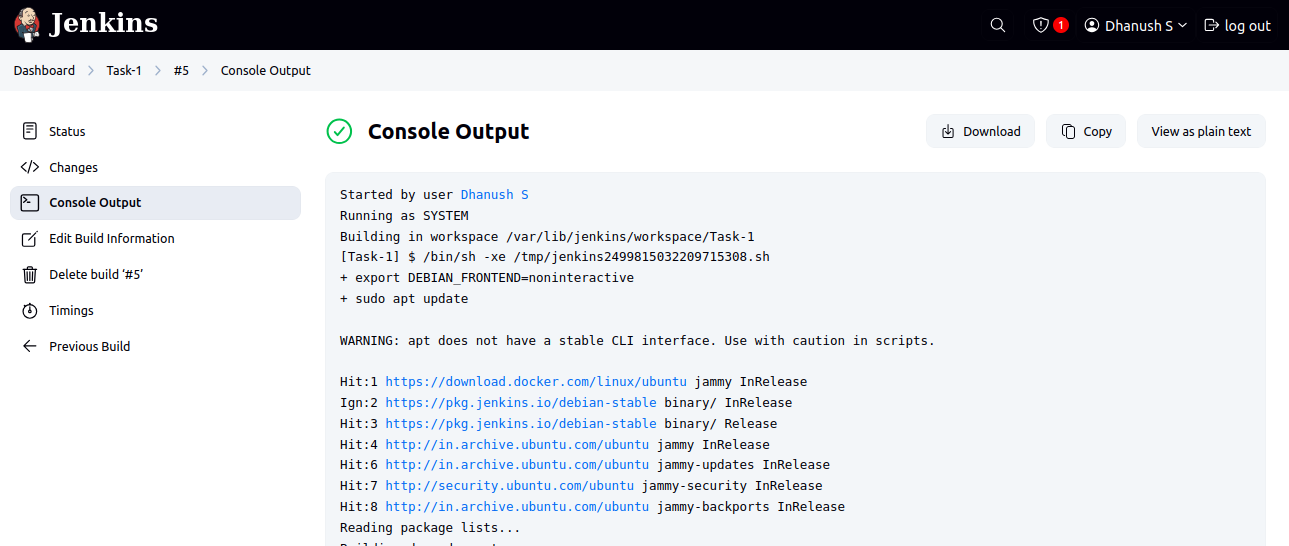 Jenkins
1
Dhanush S
log out
Dashboard > Task-1 > #5 > Console Output
Status
Changes
Console Output
Edit Build Information
Delete build ‘#5’
Timings
Previous Build
Console Output
Download
Copy
View as plain text
Started by user Dhanush S
Running as SYSTEM
Building in workspace /var/lib/jenkins/workspace/Task-1
[Task-1] $ /bin/sh -xe /tmp/jenkins2499815032209715308.sh
+ export DEBIAN_FRONTEND=noninteractive
+ sudo apt update
WARNING: apt does not have a stable CLI interface. Use with caution in scripts.
Hit:1 https://download.docker.com/linux/ubuntu jammy InRelease
Ign:2 https://pkg.jenkins.io/debian-stable binary/ InRelease
Hit:3 https://pkg.jenkins.io/debian-stable binary/ Release
Hit:4 http://in.archive.ubuntu.com/ubuntu jammy InRelease
Hit:6 http://in.archive.ubuntu.com/ubuntu jammy-updates InRelease
Hit:7 http://security.ubuntu.com/ubuntu jammy-security InRelease
Hit:8 http://in.archive.ubuntu.com/ubuntu jammy-backports InRelease
Reading package lists...